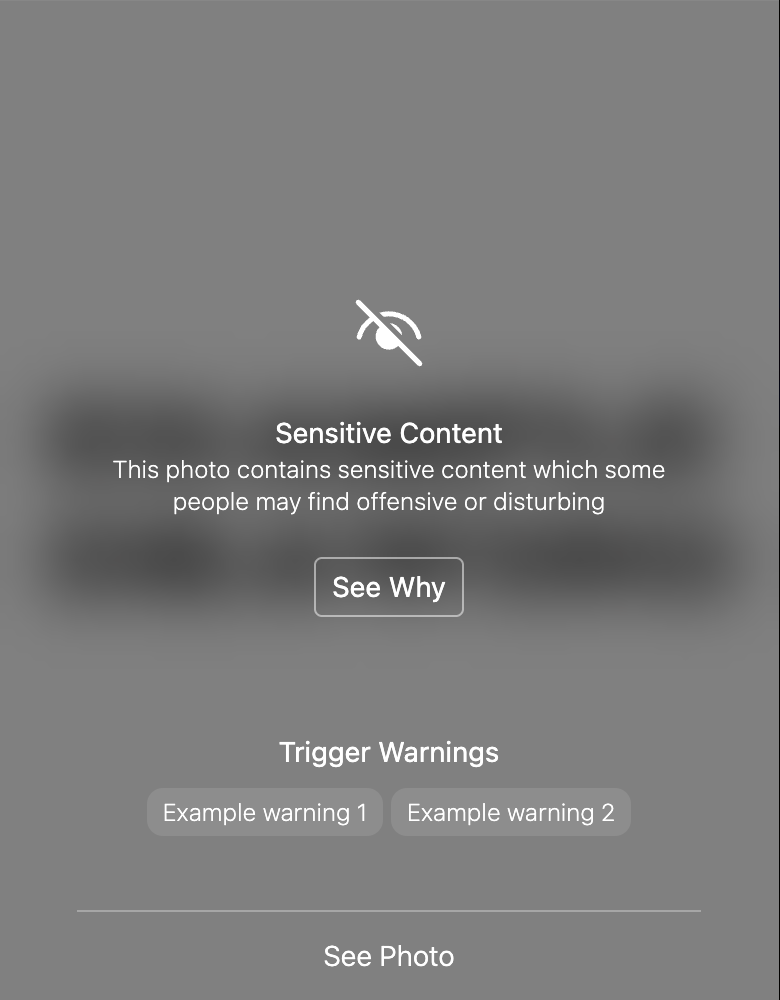 Sensitive Content
This photo contains sensitive content which some
people may find offensive or disturbing
See Why
Trigger Warnings
Example warning 1 Example warning 2
See Photo